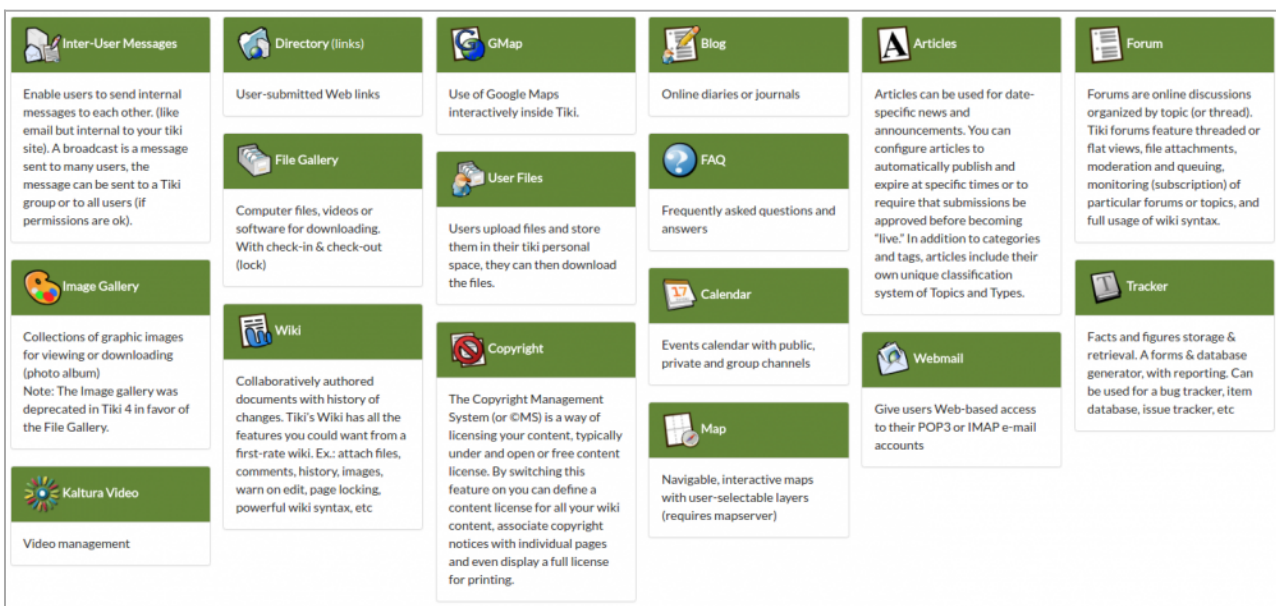 Inter-User Messages
Enable users to send internal
messages to each other. (like
email but internal to your tiki
site). A broadcast is a message
sent to many users, the
message can be sent to a Tiki
group or to all users (if
permissions are ok).
Image Gallery
Collections of graphic images
for viewing or downloading
(photo album)
Note: The Image gallery was
deprecated in Tiki 4 in favor of
the File Gallery.
Kaltura Video
Video management
Directory (links)
User-submitted Web links
File Gallery
Computer files, videos or
software for downloading.
With check-in & check-out
(lock)
Wiki
Collaboratively authored
documents with history of
changes. Tiki's Wiki has all the
features you could want from a
first-rate wiki. Ex.: attach files,
comments, history, images,
warn on edit, page locking,
powerful wiki syntax, etc
GMap
Use of Google Maps
interactively inside Tiki.
User Files
Users upload files and store
them in their tiki personal
space, they can then download
the files.
Copyright
The Copyright Management
System (or ©MS) is a way of
licensing your content, typically
under and open or free content
license. By switching this
feature on you can define a
content license for all your wiki
content, associate copyright
notices with individual pages
and even display a full license
for printing.
Blog
Online diaries or journals
?
FAQ
Frequently asked questions and
answers
17
Calendar
Events calendar with public,
private and group channels
Map
Navigable, interactive maps
with user-selectable layers
(requires mapserver)
A
Articles
Articles can be used for date-
specific news and
announcements. You can
configure articles to
automatically publish and
expire at specific times or to
require that submissions be
approved before becoming
"live." In addition to categories
and tags, articles include their
own unique classification
system of Topics and Types.
Webmail
Give users Web-based access
to their POP3 or IMAP e-mail
accounts
Forum
Forums are online discussions
organized by topic (or thread).
Tiki forums feature threaded or
flat views, file attachments,
moderation and queuing,
monitoring (subscription) of
particular forums or topics, and
full usage of wiki syntax.
T
Tracker
Facts and figures storage &
retrieval. A forms & database
generator, with reporting. Can
be used for a bug tracker, item
database, issue tracker, etc